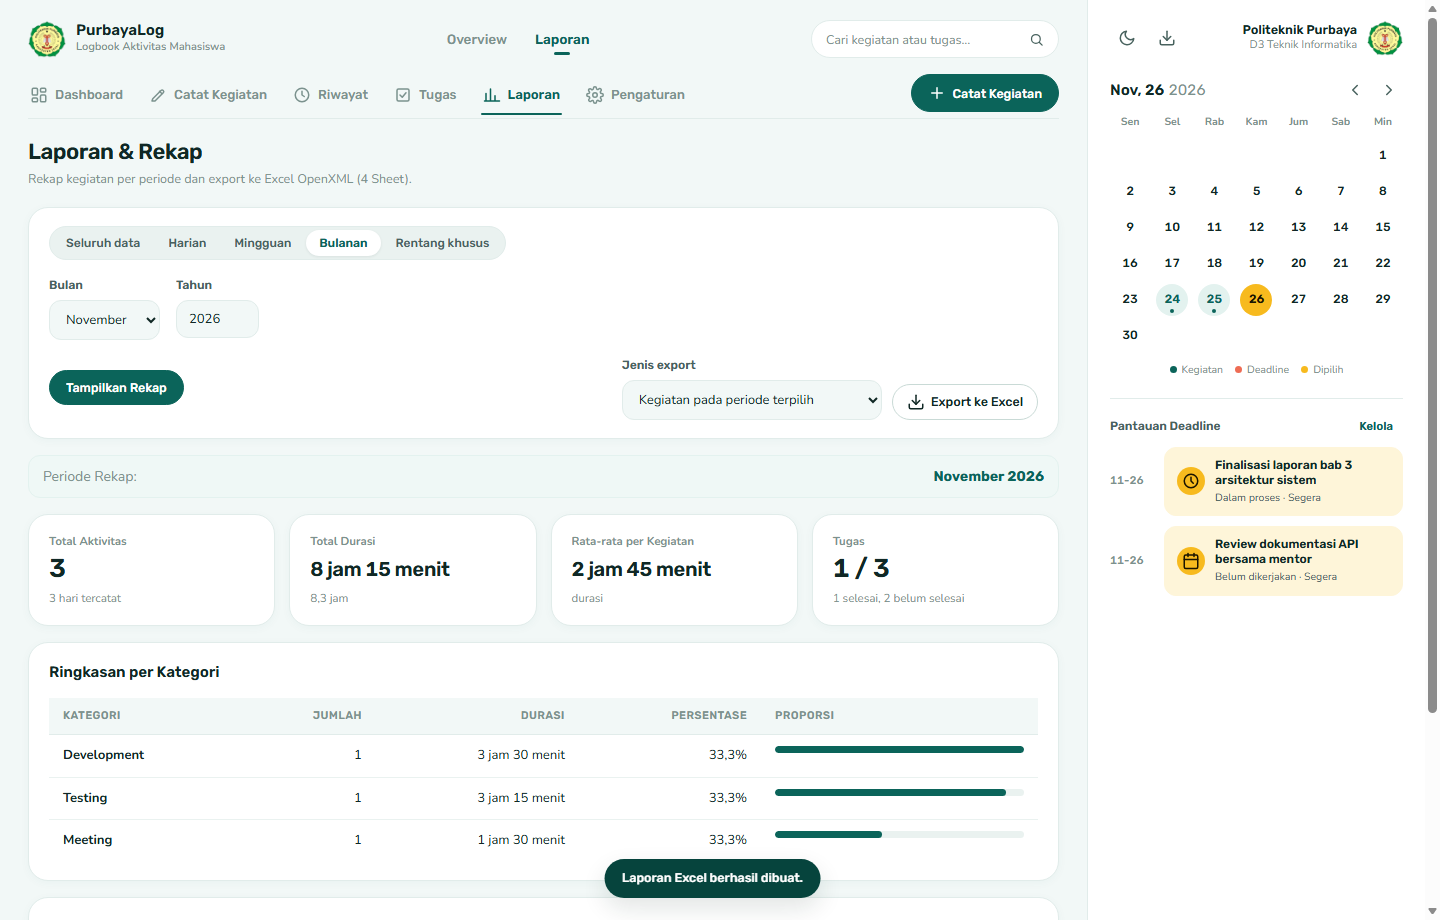 PurbayaLog
Logbook Aktivitas Mahasiswa
Overview
Laporan
Cari kegiatan atau tugas...
Dashboard
Catat Kegiatan
Riwayat
Tugas
Laporan
Pengaturan
Catat Kegiatan
Laporan & Rekap
Rekap kegiatan per periode dan export ke Excel OpenXML (4 Sheet).
Seluruh data
Harian
Mingguan
Bulanan
Rentang khusus
Bulan
Tahun
November
2026
Tampilkan Rekap
Jenis export
Kegiatan pada periode terpilih
Export ke Excel
Periode Rekap:
November 2026
Total Aktivitas
3
3 hari tercatat
Total Durasi
8 jam 15 menit
8,3 jam
Rata-rata per Kegiatan
2 jam 45 menit
durasi
Tugas
1 / 3
1 selesai, 2 belum selesai
Ringkasan per Kategori
KATEGORI JUMLAH DURASI PERSENTASE PROPORSI
Development 1 3 jam 30 menit 33,3%
Testing 1 3 jam 15 menit 33,3%
Meeting 1 1 jam 30 menit 33,3%
Laporan Excel berhasil dibuat.
Politeknik Purbaya
D3 Teknik Informatika
Nov, 26 2026
Sen Sel Rab Kam Jum Sab Min
1
2 3 4 5 6 7 8
9 10 11 12 13 14 15
16 17 18 19 20 21 22
23 24 25 26 27 28 29
30
Kegiatan Deadline Dipilih
Pantauan Deadline
Kelola
11-26
Finalisasi laporan bab 3
arsitektur sistem
Dalam proses · Segera
11-26
Review dokumentasi API
bersama mentor
Belum dikerjakan · Segera